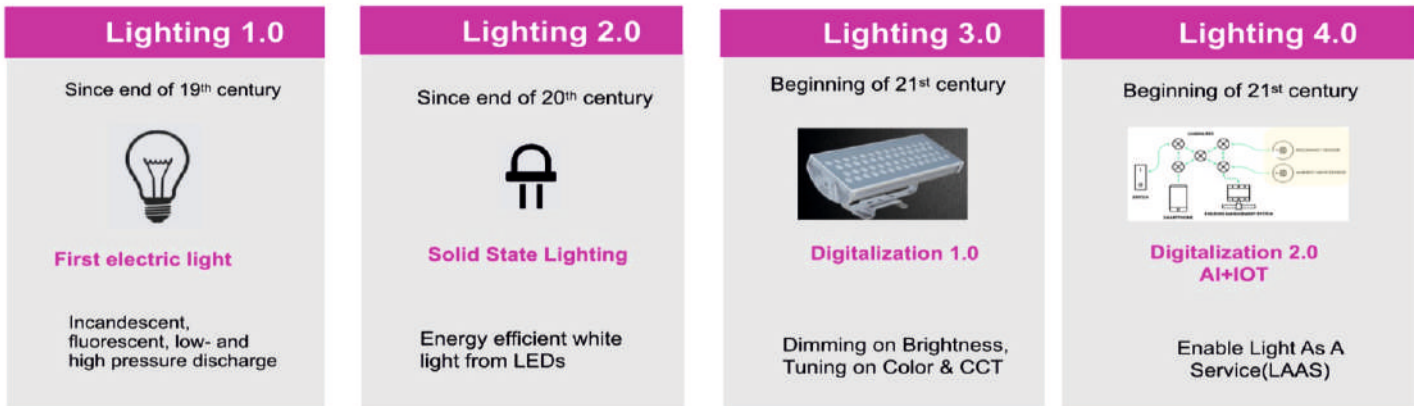 Lighting 1.0
Since end of 19th century
First electric light
Incandescent,
fluorescent, low- and
high pressure discharge
Lighting 2.0
Since end of 20th century
Solid State Lighting
Energy efficient white
light from LEDs
Lighting 3.0
Beginning of 21st century
Digitalization 1.0
Dimming on Brightness,
Tuning on Color & CCT
Lighting 4.0
Beginning of 21st century
LUMINAIRES
SWITCH
SMARTPHONE
Digitalization 2.0
AI+IOT
Enable Light As A
Service(LAAS)